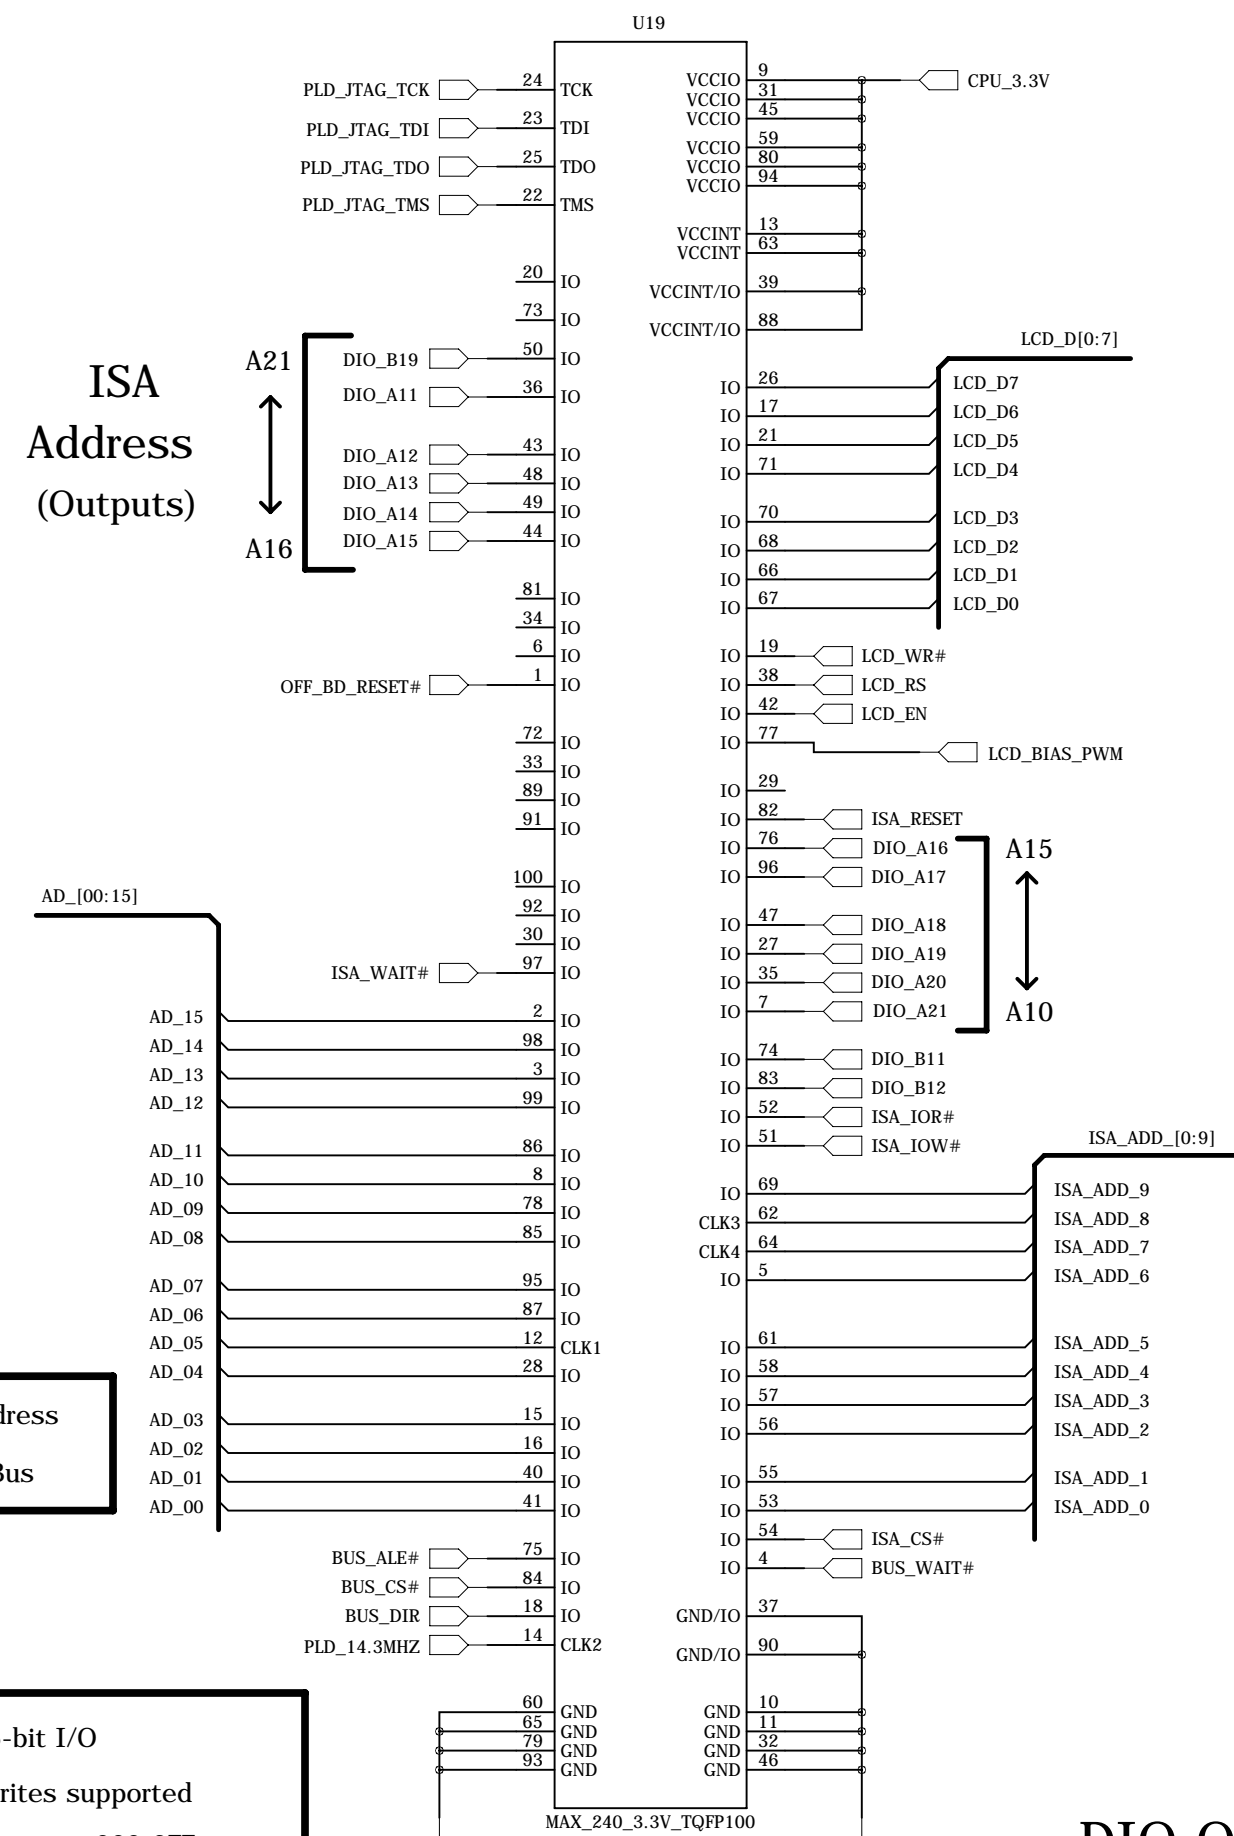 U19
PLD_JTAG_TCK 24 TCK
PLD_JTAG_TDI 23 TDI
PLD_JTAG_TDO 25 TDO
PLD_JTAG_TMS 22 TMS
20 IO
73 IO
ISA
Address
(Outputs)
A21
A16
DIO_B19 50 IO
DIO_A11 36 IO
DIO_A12 43 IO
DIO_A13 48 IO
DIO_A14 49 IO
DIO_A15 44 IO
81 IO
34 IO
6 IO
OFF_BD_RESET# 1 IO
72 IO
33 IO
89 IO
91 IO
100 IO
92 IO
30 IO
ISA_WAIT# 97 IO
AD_[00:15]
AD_15 2 IO
AD_14 98 IO
AD_13 3 IO
AD_12 99 IO
AD_11 86 IO
AD_10 8 IO
AD_09 78 IO
AD_08 85 IO
AD_07 95 IO
AD_06 87 IO
AD_05 12 CLK1
AD_04 28 IO
AD_03 15 IO
AD_02 16 IO
AD_01 40 IO
AD_00 41 IO
BUS_ALE# 75 IO
BUS_CS# 84 IO
BUS_DIR 18 IO
PLD_14.3MHZ 14 CLK2
60 GND
65 GND
79 GND
93 GND
VCCIO 9 CPU_3.3V
VCCIO 31
VCCIO 45
VCCIO 59
VCCIO 80
VCCIO 94
VCCINT 13
VCCINT 63
VCCINT/IO 39
VCCINT/IO 88
LCD_D[0:7]
IO 26 LCD_D7
IO 17 LCD_D6
IO 21 LCD_D5
IO 71 LCD_D4
IO 70 LCD_D3
IO 68 LCD_D2
IO 66 LCD_D1
IO 67 LCD_D0
IO 19 LCD_WR#
IO 38 LCD_RS
IO 42 LCD_EN
IO 77 LCD_BIAS_PWM
IO 29
IO 82 ISA_RESET
IO 76 DIO_A16
IO 96 DIO_A17
IO 47 DIO_A18
IO 27 DIO_A19
IO 35 DIO_A20
IO 7 DIO_A21
A15
A10
IO 74 DIO_B11
IO 83 DIO_B12
IO 52 ISA_IOR#
IO 51 ISA_IOW#
ISA_ADD_[0:9]
IO 69 ISA_ADD_9
CLK3 62 ISA_ADD_8
CLK4 64 ISA_ADD_7
IO 5 ISA_ADD_6
IO 61 ISA_ADD_5
IO 58 ISA_ADD_4
IO 57 ISA_ADD_3
IO 56 ISA_ADD_2
IO 55 ISA_ADD_1
IO 53 ISA_ADD_0
IO 54 ISA_CS#
IO 4 BUS_WAIT#
GND/IO 37
GND/IO 90
GND 10
GND 11
GND 32
GND 46
MAX_240_3.3V_TQFP100
dress
Bus
-bit I/O
rites supported
DIO O